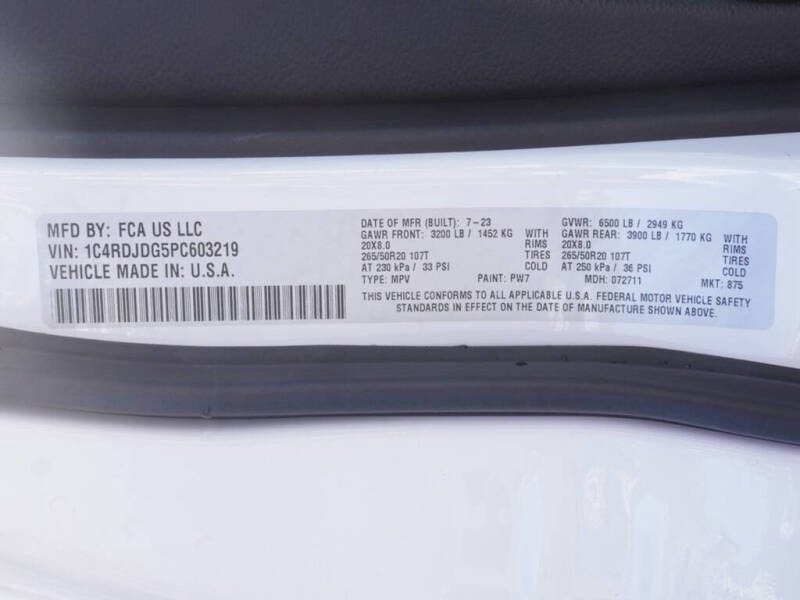 MFD BY: FCA US LLC
VIN: 1C4RDJDG5PC603219
VEHICLE MADE IN: U.S.A.
DATE OF MFR (BUILT): 7-23
GAWR FRONT: 3200 LB / 1452 KG
20X8.0 RIMS
265/50R20 107T TIRES
AT 230 kPa / 33 PSI COLD
TYPE: MPV PAINT: PW7
GVWR: 6500 LB / 2949 KG
GAWR REAR: 3900 LB / 1770 KG
20X8.0 RIMS
265/50R20 107T TIRES
AT 250 kPa / 36 PSI COLD
MDH: 072711 MKT: 875
THIS VEHICLE CONFORMS TO ALL APPLICABLE U.S.A. FEDERAL MOTOR VEHICLE SAFETY
STANDARDS IN EFFECT ON THE DATE OF MANUFACTURE SHOWN ABOVE.